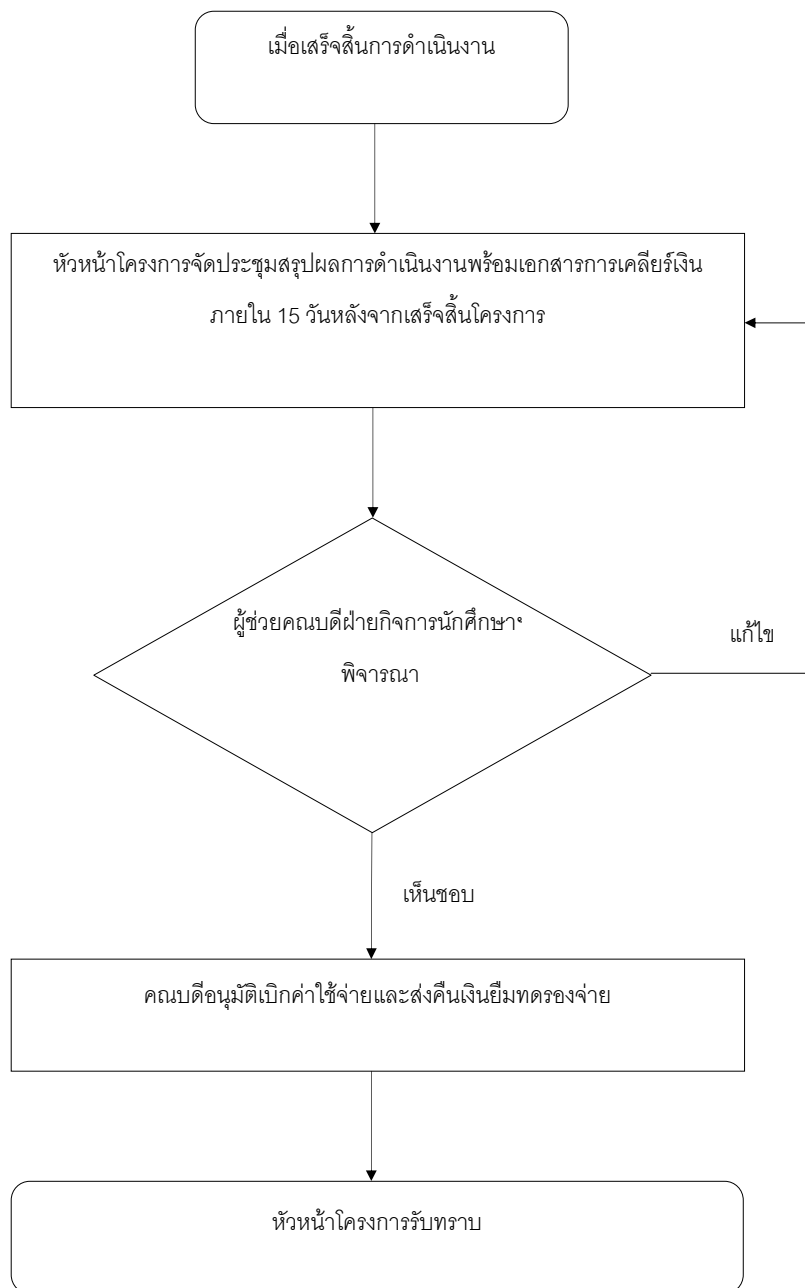 เมื่อเสร็จสิ้นการดำเนินงาน
หัวหน้าโครงการจัดประชุมสรุปผลการดำเนินงานพร้อมเอกสารการเคลียร์เงิน
ภายใน 15 วันหลังจากเสร็จสิ้นโครงการ
ผู้ช่วยคณบดีฝ่ายกิจการนักศึกษาฯ
พิจารณา
แก้ไข
เห็นชอบ
คณบดีอนุมัติเบิกค่าใช้จ่ายและส่งคืนเงินยืมทดรองจ่าย
หัวหน้าโครงการรับทราบ